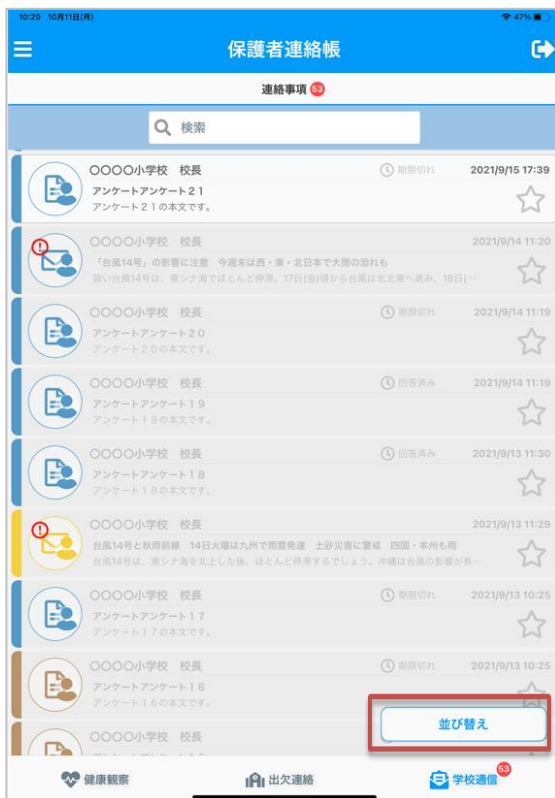 10:29 10月11日(月)
47%
保護者連絡帳
連絡事項 53
検索
〇〇〇〇小学校 校長 期限切れ 2021/9/15 17:39
アンケートアンケート21
アンケート21の本文です。
〇〇〇〇小学校 校長 2021/9/14 11:20
「台風14号」の影響に注意 今週末は西・東・北日本で大雨の恐れも
強い台風14号は、東シナ海でほとんど停滞。17日(金)頃から台風は北北東へ進み、18日(…
〇〇〇〇小学校 校長 期限切れ 2021/9/14 11:19
アンケートアンケート20
アンケート20の本文です。
〇〇〇〇小学校 校長 回答済み 2021/9/14 11:19
アンケートアンケート19
アンケート19の本文です。
〇〇〇〇小学校 校長 回答済み 2021/9/13 11:30
アンケートアンケート18
アンケート18の本文です。
〇〇〇〇小学校 校長 2021/9/13 11:29
台風14号と秋雨前線 14日火曜は九州で雨雲発達 土砂災害に警戒 四国・本州も雨
台風14号は、東シナ海を北上した後、ほとんど停滞するでしょう。沖縄は台風の影響が長…
〇〇〇〇小学校 校長 期限切れ 2021/9/13 10:25
アンケートアンケート17
アンケート17の本文です。
〇〇〇〇小学校 校長 期限切れ 2021/9/13 10:25
アンケートアンケート16
アンケート16の本文です。
並び替え
〇〇〇〇小学校 校長
健康観察 出欠連絡 学校通信 53